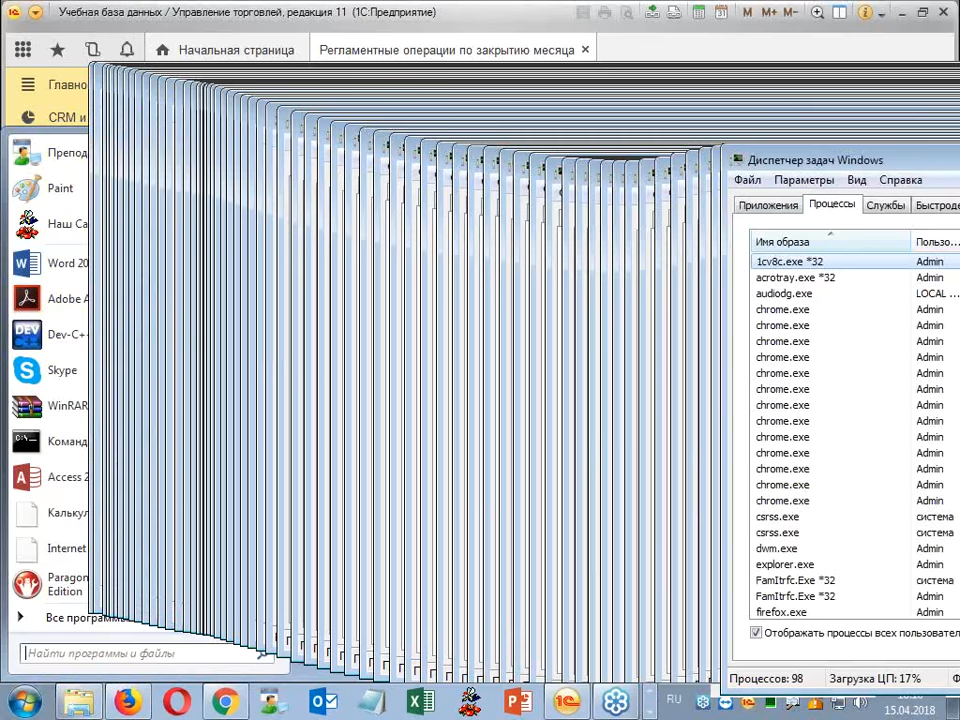 Учебная база данных / Управление торговлей, редакция 11 (1С:Предприятие)
M M+ M-
Начальная страница
Регламентные операции по закрытию месяца
Главно
CRM и
Препод
Paint
Наш Са
Word 20
Adobe A
Dev-C+
Skype
WinRAR
Команд
Access 2
Кальку
Internet
Paragon
Edition
Все програм
Найти программы и файлы
Диспетчер задач Windows
Файл Параметры Вид Справка
Приложения Процессы Службы Быстроде
Имя образа Пользо...
1cv8c.exe *32 Admin
acrotray.exe *32 Admin
audiodg.exe LOCAL ...
chrome.exe Admin
chrome.exe Admin
chrome.exe Admin
chrome.exe Admin
chrome.exe Admin
chrome.exe Admin
chrome.exe Admin
chrome.exe Admin
chrome.exe Admin
chrome.exe Admin
chrome.exe Admin
chrome.exe Admin
chrome.exe Admin
csrss.exe система
csrss.exe система
dwm.exe Admin
explorer.exe Admin
FamItrfc.Exe *32 система
FamItrfc.Exe *32 Admin
firefox.exe Admin
Отображать процессы всех пользовател
Процессов: 98 Загрузка ЦП: 17% Ф
RU
15.04.2018